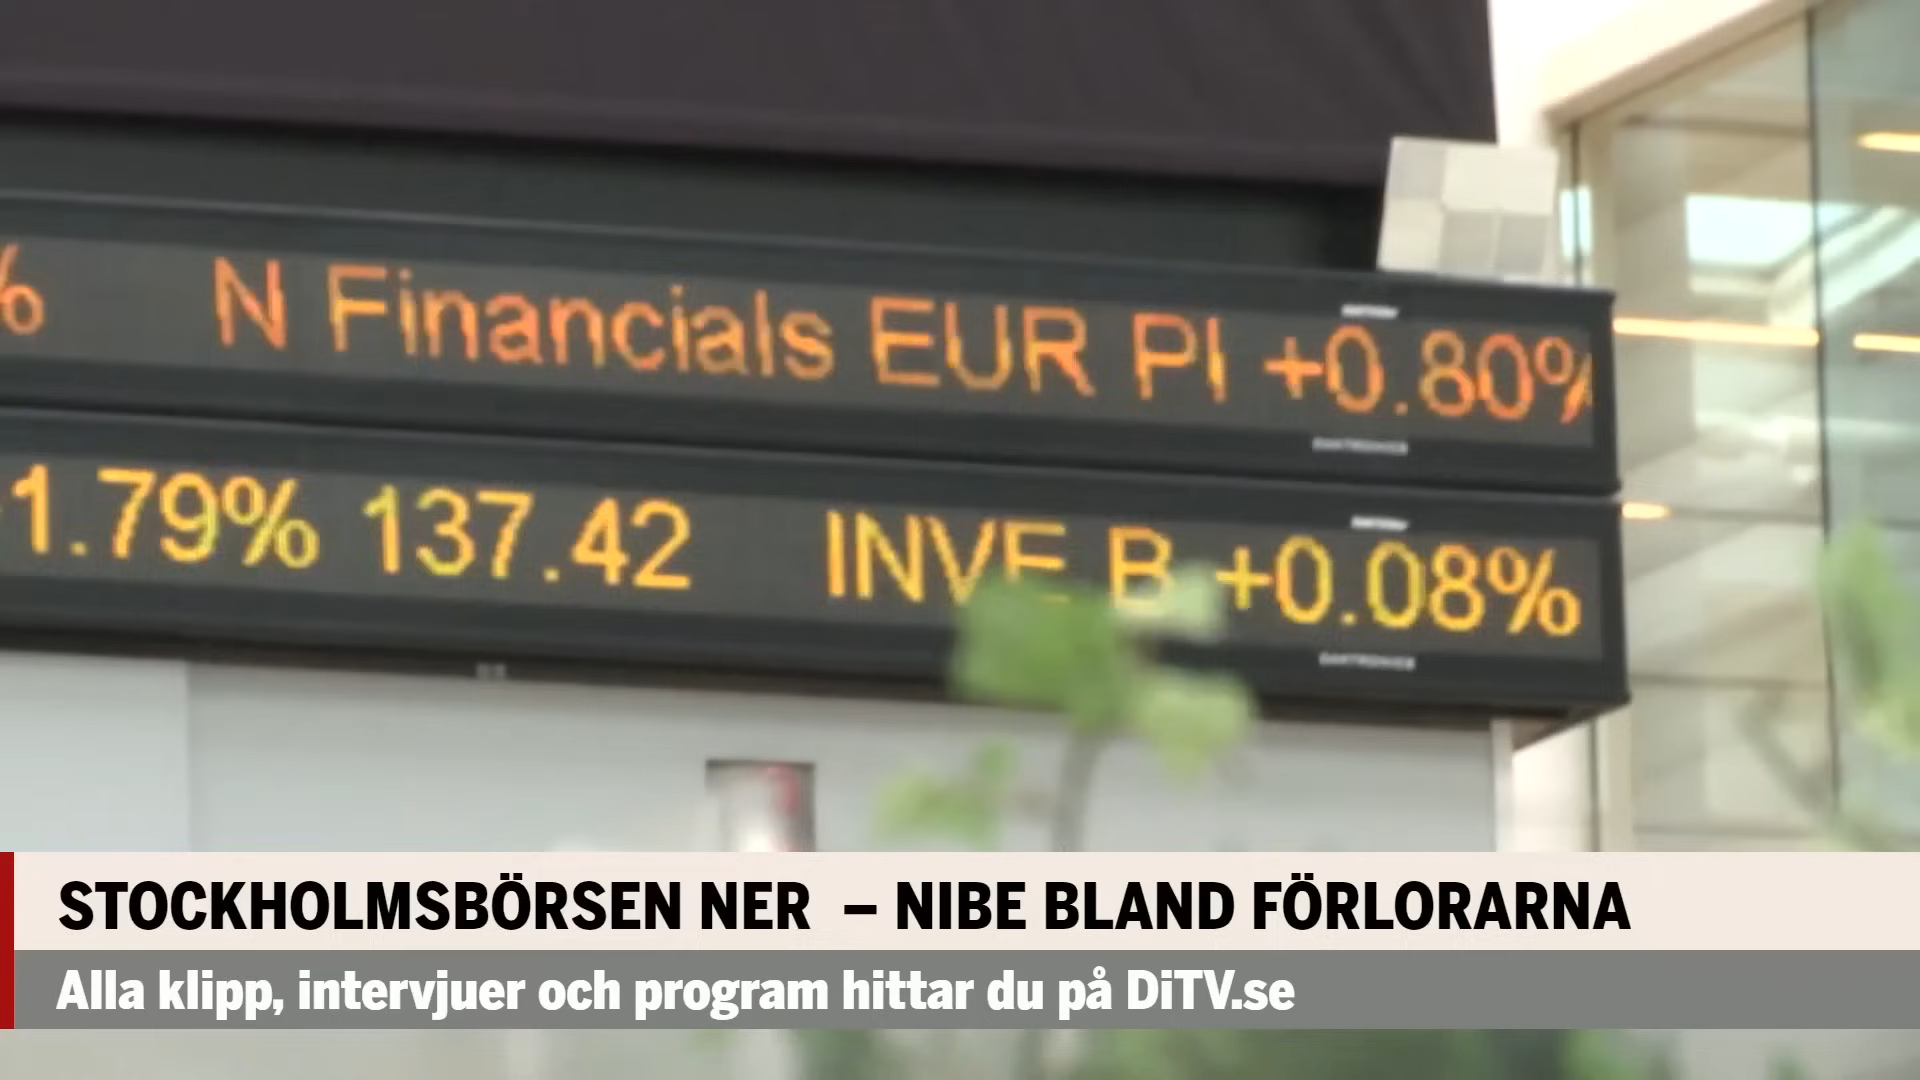 % N Financials EUR PI +0.80%
1.79% 137.42 INVE B +0.08%
DAKTRONICS
STOCKHOLMSBÖRSEN NER – NIBE BLAND FÖRLORARNA
Alla klipp, intervjuer och program hittar du på DiTV.se